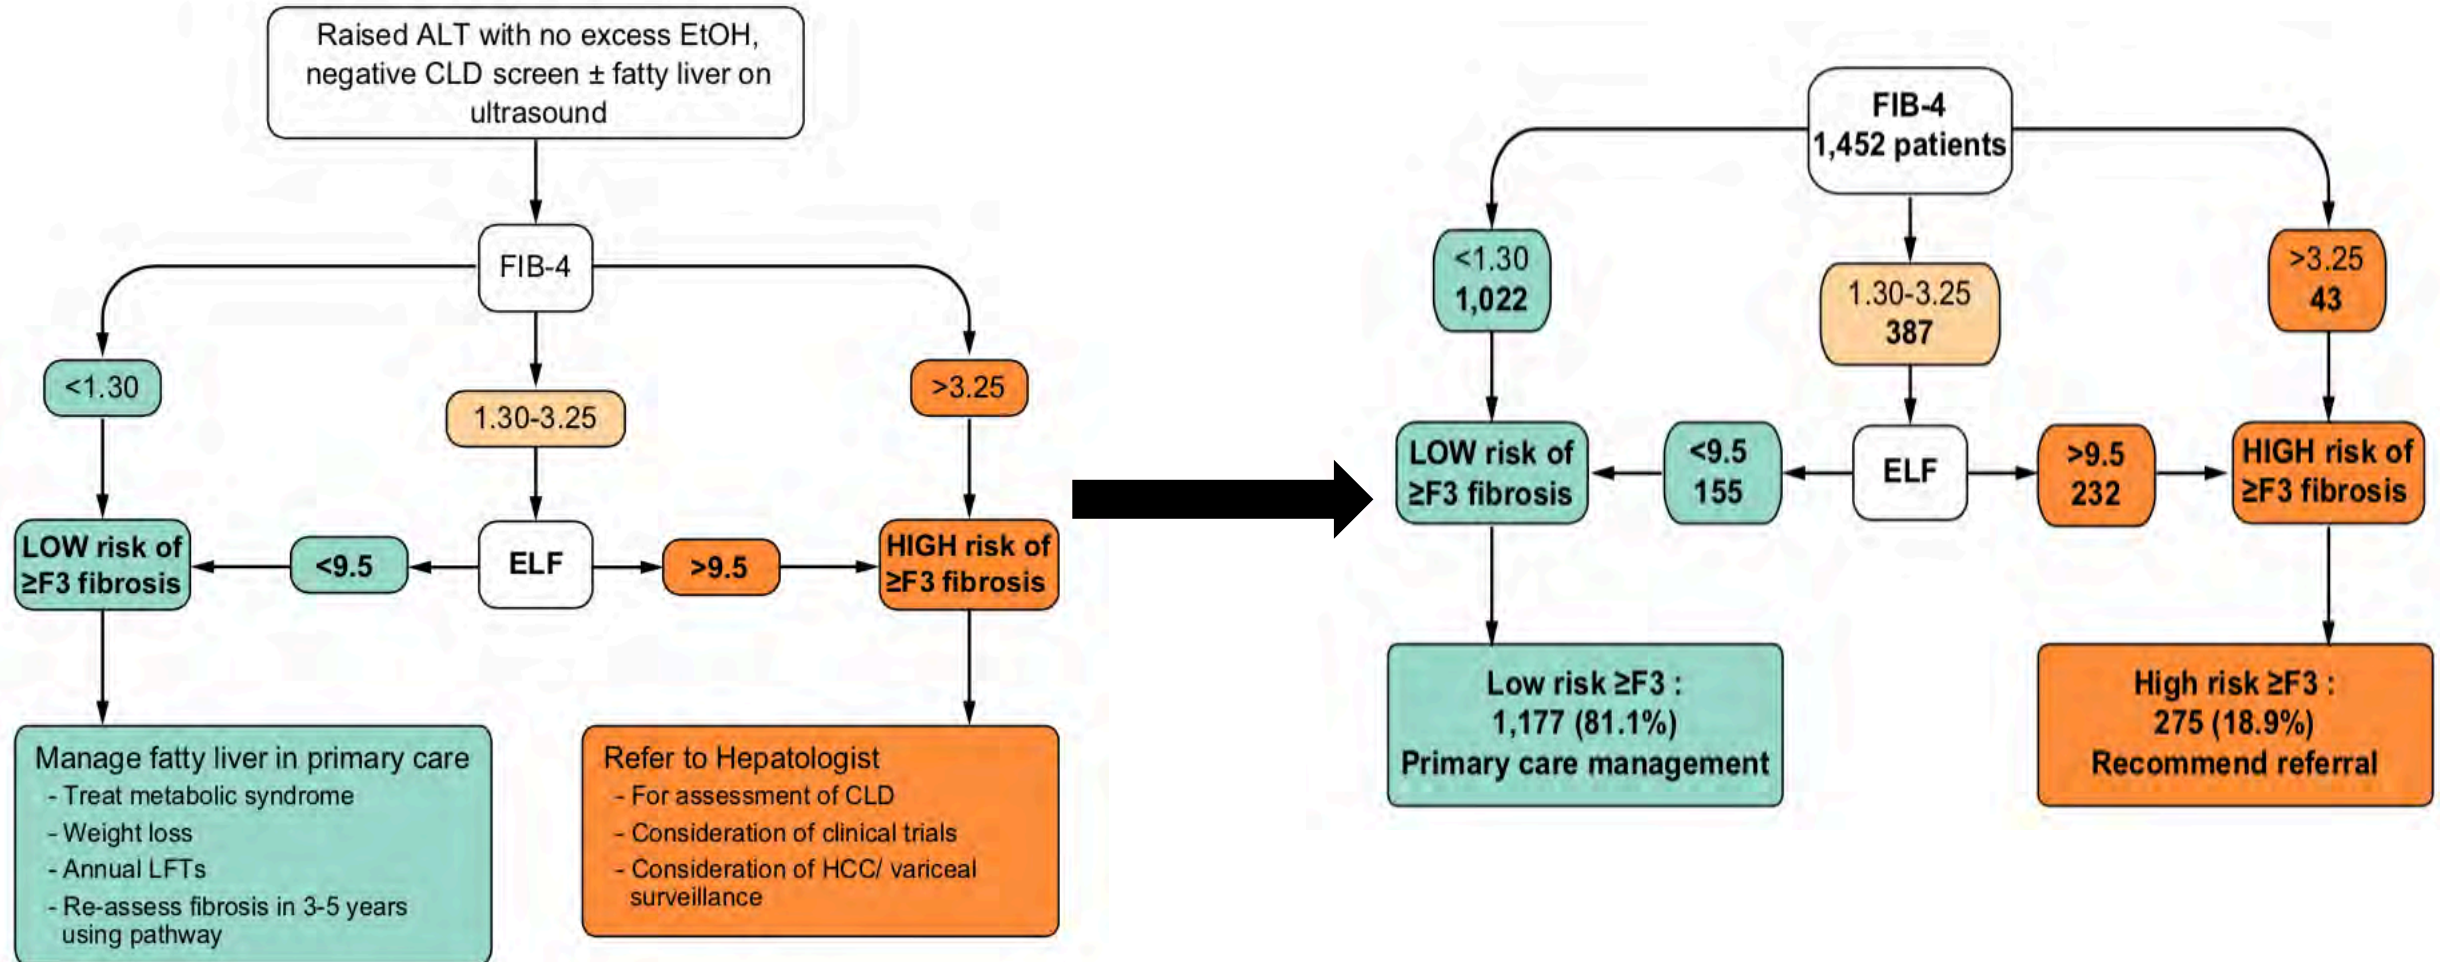 Raised ALT with no excess EtOH,
negative CLD screen ± fatty liver on
ultrasound
FIB-4
<1.30
1.30-3.25
>3.25
LOW risk of
≥F3 fibrosis
<9.5
ELF
>9.5
HIGH risk of
≥F3 fibrosis
Manage fatty liver in primary care
- Treat metabolic syndrome
- Weight loss
- Annual LFTs
- Re-assess fibrosis in 3-5 years
using pathway
Refer to Hepatologist
- For assessment of CLD
- Consideration of clinical trials
- Consideration of HCC/ variceal
surveillance
FIB-4
1,452 patients
<1.30
1,022
1.30-3.25
387
>3.25
43
LOW risk of
≥F3 fibrosis
<9.5
155
ELF
>9.5
232
HIGH risk of
≥F3 fibrosis
Low risk ≥F3 :
1,177 (81.1%)
Primary care management
High risk ≥F3 :
275 (18.9%)
Recommend referral